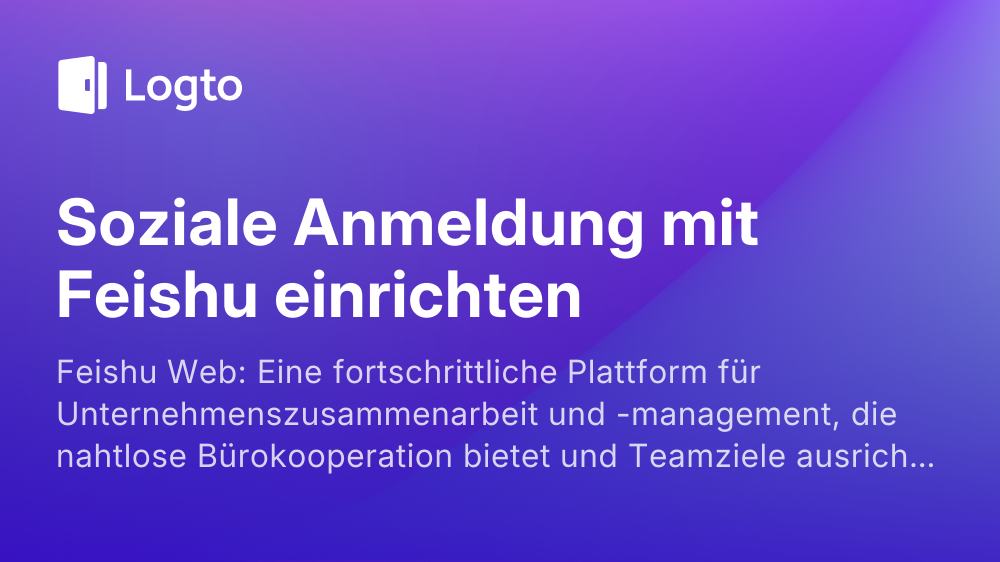 Logto
Soziale Anmeldung mit
Feishu einrichten
Feishu Web: Eine fortschrittliche Plattform für
Unternehmenszusammenarbeit und -management, die
nahtlose Bürokooperation bietet und Teamziele ausrich...